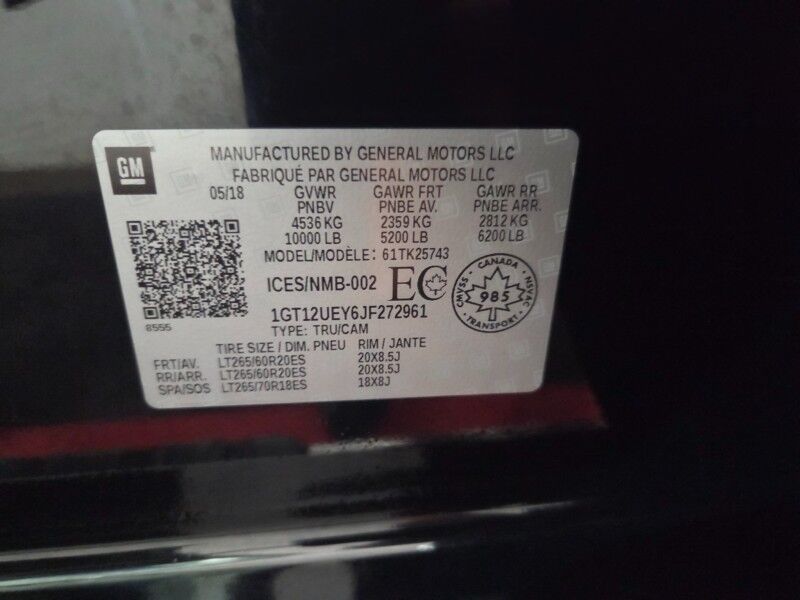 GM
MANUFACTURED BY GENERAL MOTORS LLC
FABRIQUÉ PAR GENERAL MOTORS LLC
05/18 GVWR GAWR FRT GAWR RR
PNBV PNBE AV. PNBE ARR.
4536 KG 2359 KG 2812 KG
10000 LB 5200 LB 6200 LB
MODEL/MODÈLE: 61TK25743
ICES/NMB-002 EC
CANADA
CMVSS 985 NSVAC
TRANSPORT
1GT12UEY6JF272961
8555 TYPE: TRU/CAM
TIRE SIZE / DIM. PNEU RIM / JANTE
FRT/AV. LT265/60R20ES 20X8.5J
RR/ARR. LT265/60R20ES 20X8.5J
SPA/SOS LT265/70R18ES 18X8J